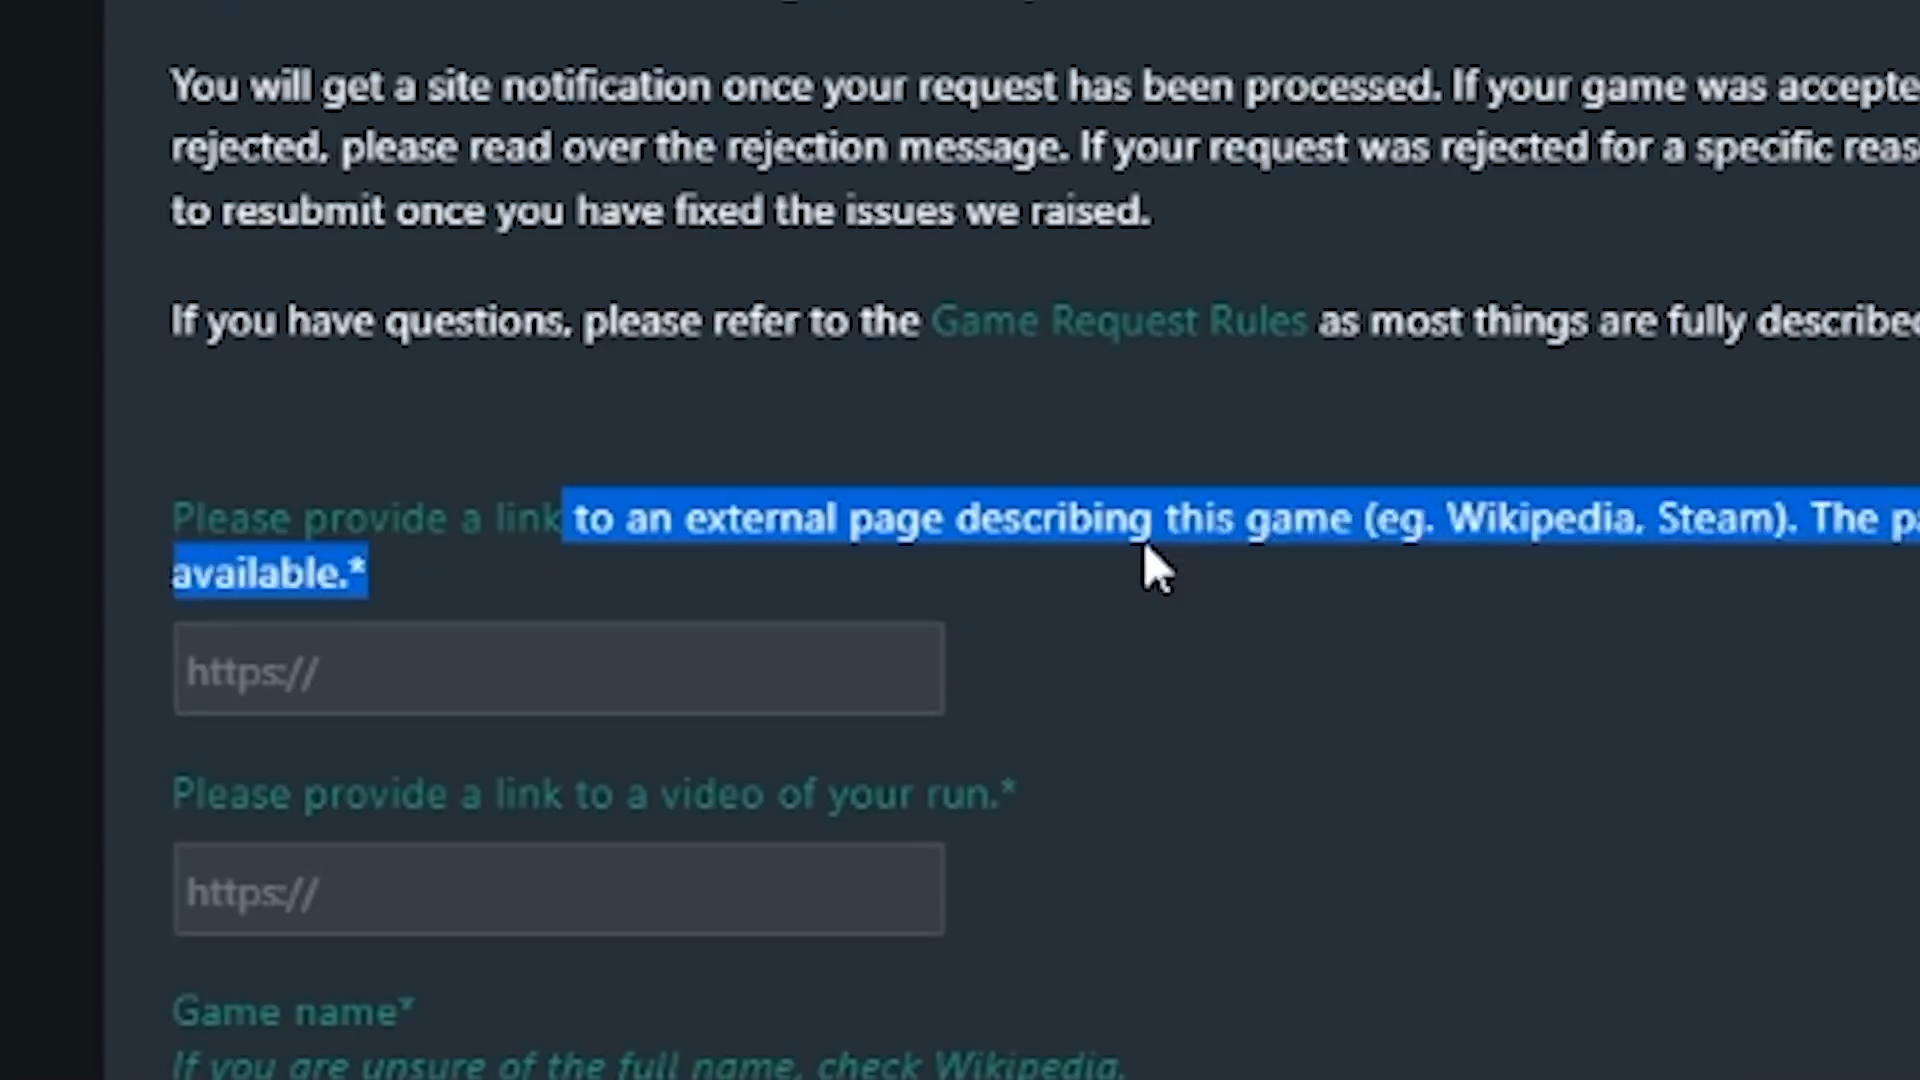 You will get a site notification once your request has been processed. If your game was accepte
rejected, please read over the rejection message. If your request was rejected for a specific reas
to resubmit once you have fixed the issues we raised.
If you have questions, please refer to the Game Request Rules as most things are fully described
Please provide a link to an external page describing this game (eg. Wikipedia, Steam). The pa
available.*
https://
Please provide a link to a video of your run.*
https://
Game name*
If you are unsure of the full name, check Wikipedia.